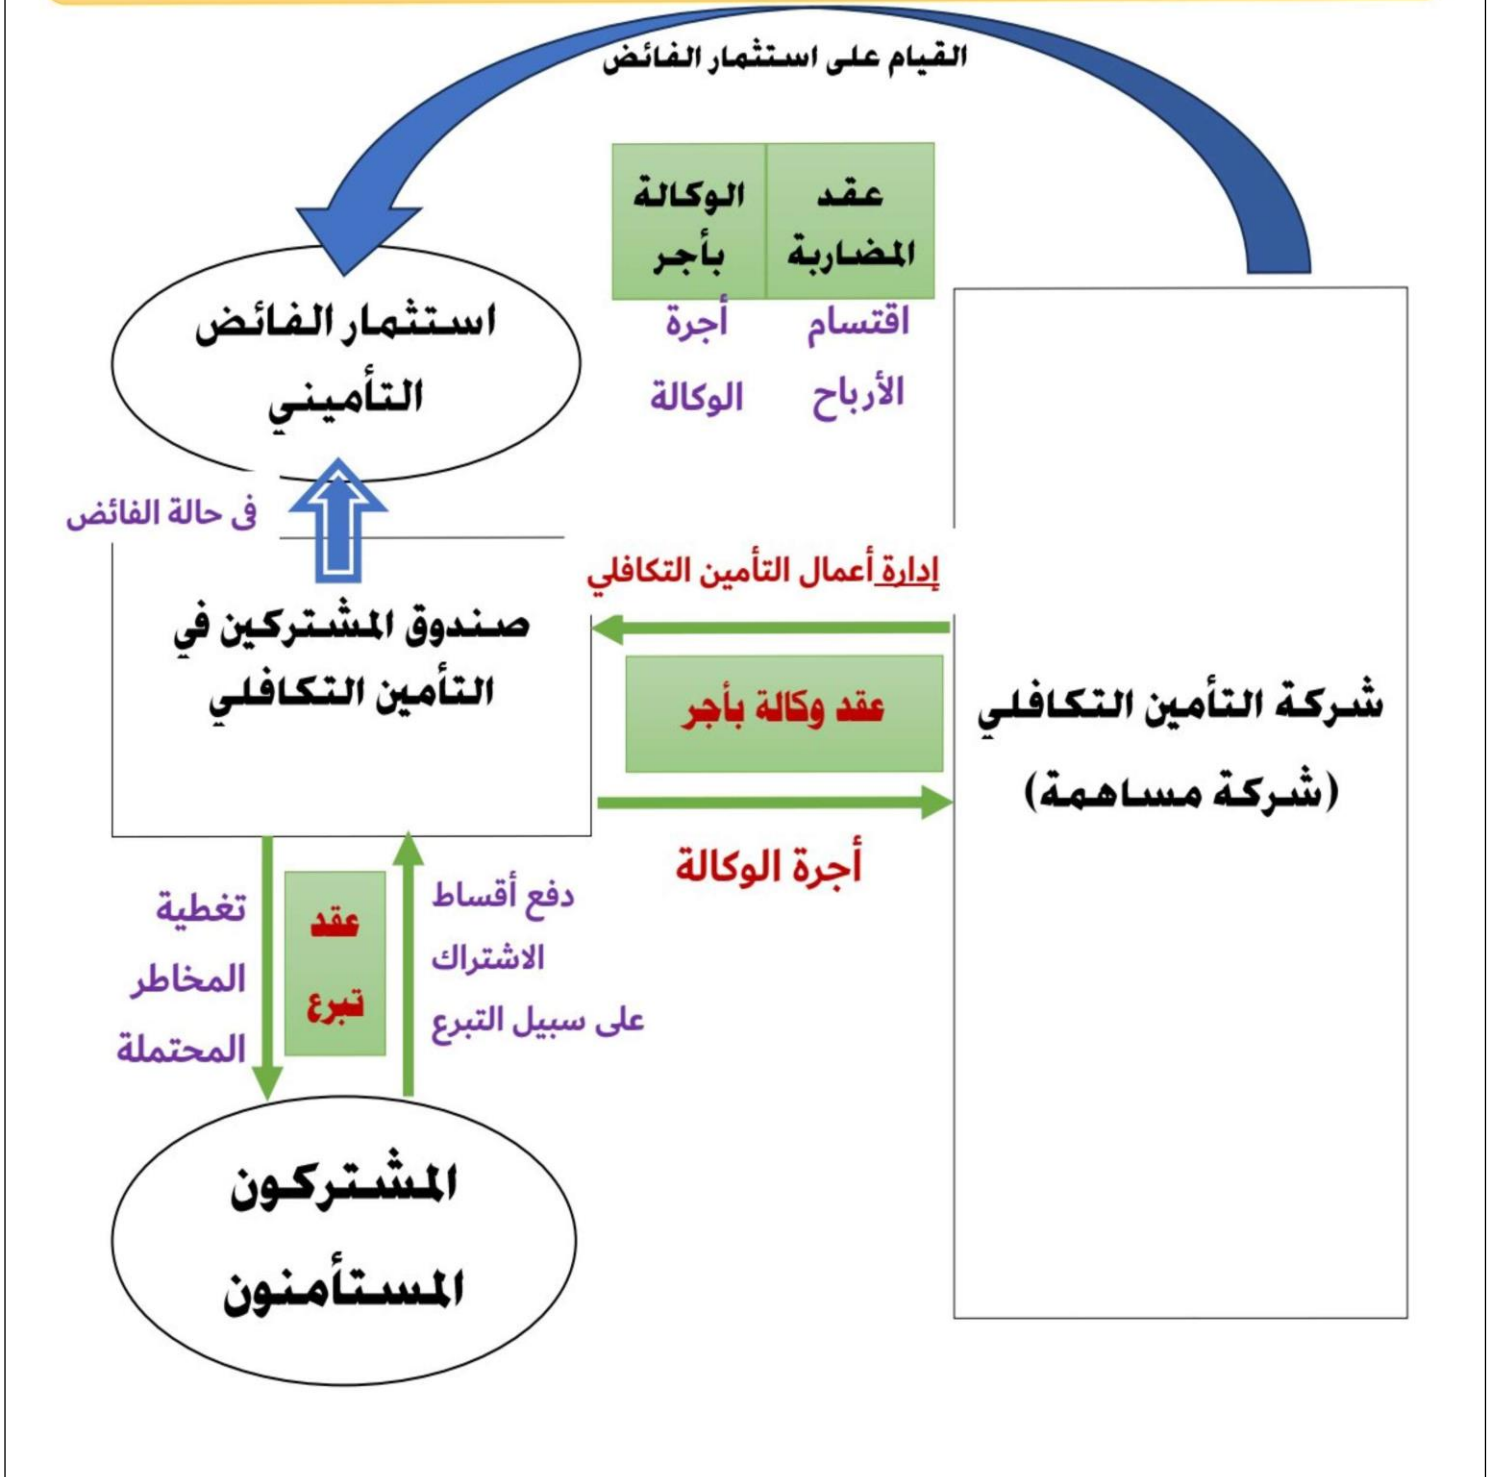 القيام على استثمار الفائض
عقد
المضاربة
الوكالة
بأجر
اقتسام
الأرباح
أجرة
الوكالة
استثمار الفائض
التأميني
فى حالة الفائض
إدارة أعمال التأمين التكافلي
صندوق المشتركين في
التأمين التكافلي
عقد وكالة بأجر
شركة التأمين التكافلي
(شركة مساهمة)
أجرة الوكالة
دفع أقساط
الاشتراك
على سبيل التبرع
عقد
تبرع
تغطية
المخاطر
المحتملة
المشتركون
المستأمنون